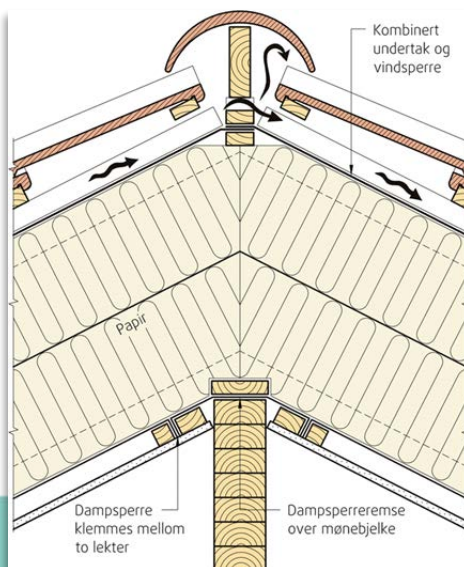 Kombinert
undertak og
vindsperre
Papir
Dampsperre
klemmes mellom
to lekter
Dampsperreremse
over mønebjelke